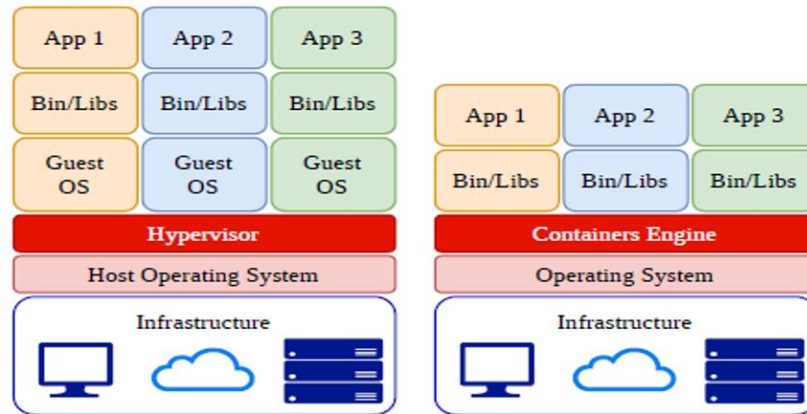 App 1
App 2
App 3
Bin/Libs
Bin/Libs
Bin/Libs
Guest
OS
Guest
OS
Guest
OS
Hypervisor
Host Operating System
Infrastructure
App 1
App 2
App 3
Bin/Libs
Bin/Libs
Bin/Libs
Containers Engine
Operating System
Infrastructure